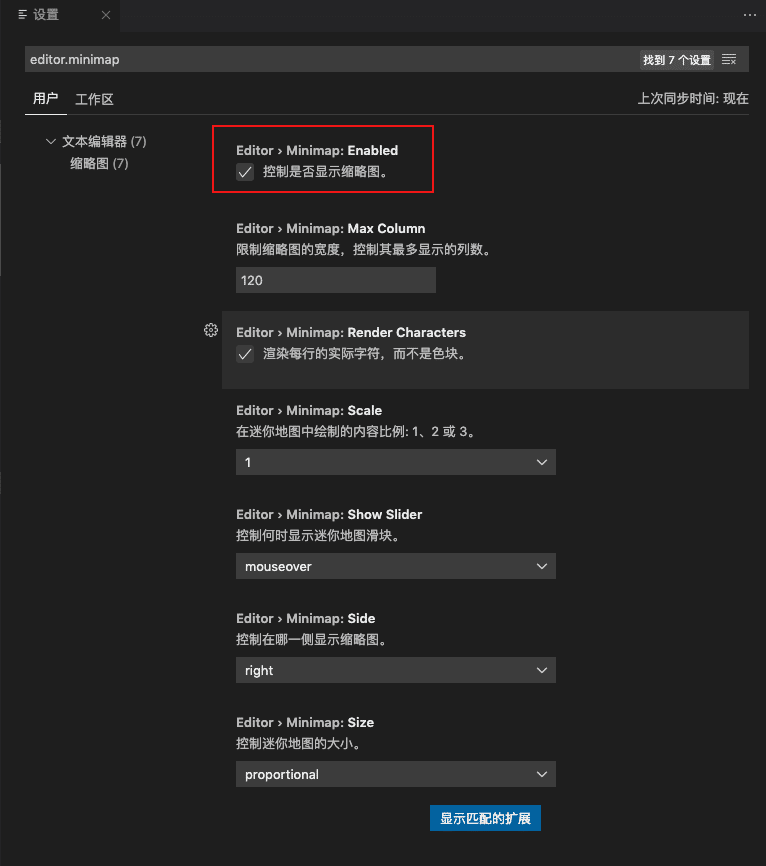 设置
editor.minimap
找到 7 个设置
用户 工作区
上次同步时间: 现在
文本编辑器 (7)
缩略图 (7)
Editor › Minimap: Enabled
控制是否显示缩略图。
Editor › Minimap: Max Column
限制缩略图的宽度，控制其最多显示的列数。
120
Editor › Minimap: Render Characters
渲染每行的实际字符，而不是色块。
Editor › Minimap: Scale
在迷你地图中绘制的内容比例: 1、2 或 3。
1
Editor › Minimap: Show Slider
控制何时显示迷你地图滑块。
mouseover
Editor › Minimap: Side
控制在哪一侧显示缩略图。
right
Editor › Minimap: Size
控制迷你地图的大小。
proportional
显示匹配的扩展